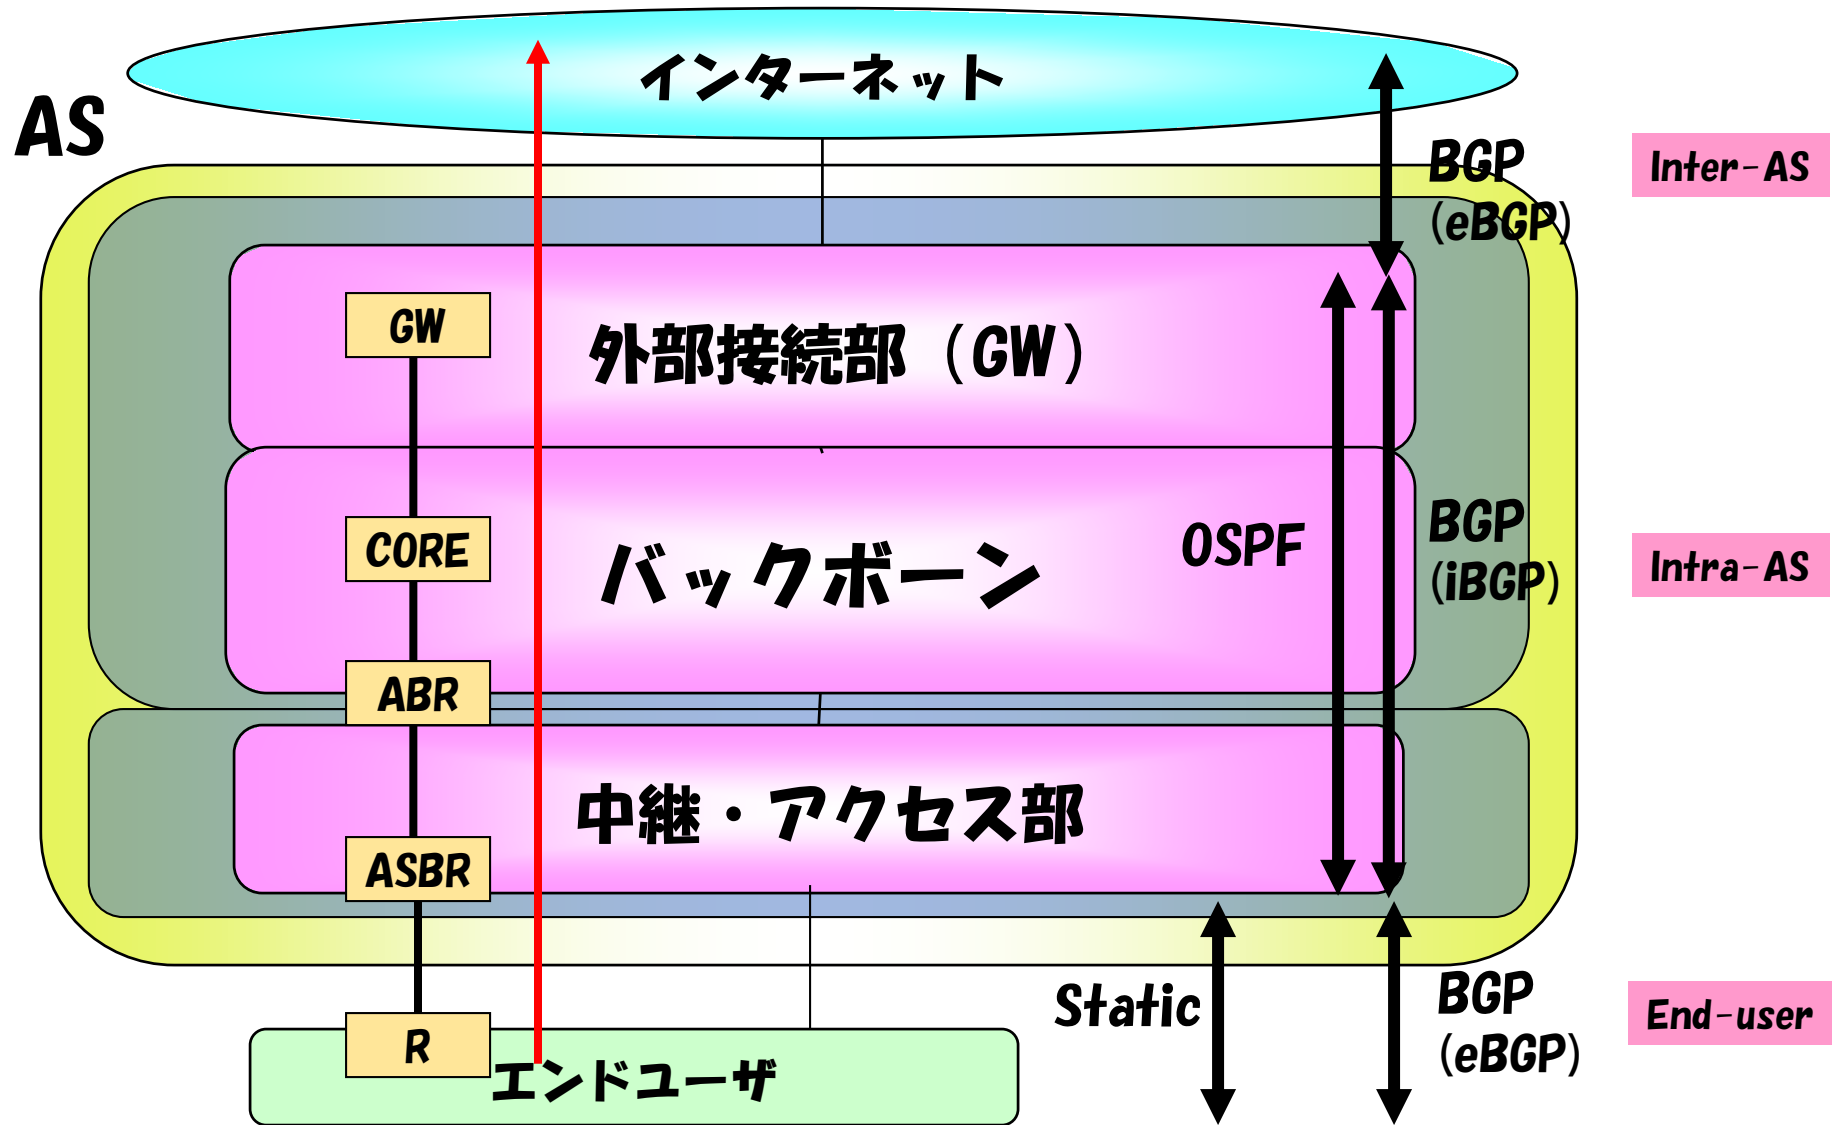 インターネット
AS
BGP
(eBGP)
Inter-AS
GW
外部接続部（GW）
CORE
バックボーン
OSPF
BGP
(iBGP)
Intra-AS
ABR
中継・アクセス部
ASBR
Static
BGP
(eBGP)
End-user
R
エンドユーザ